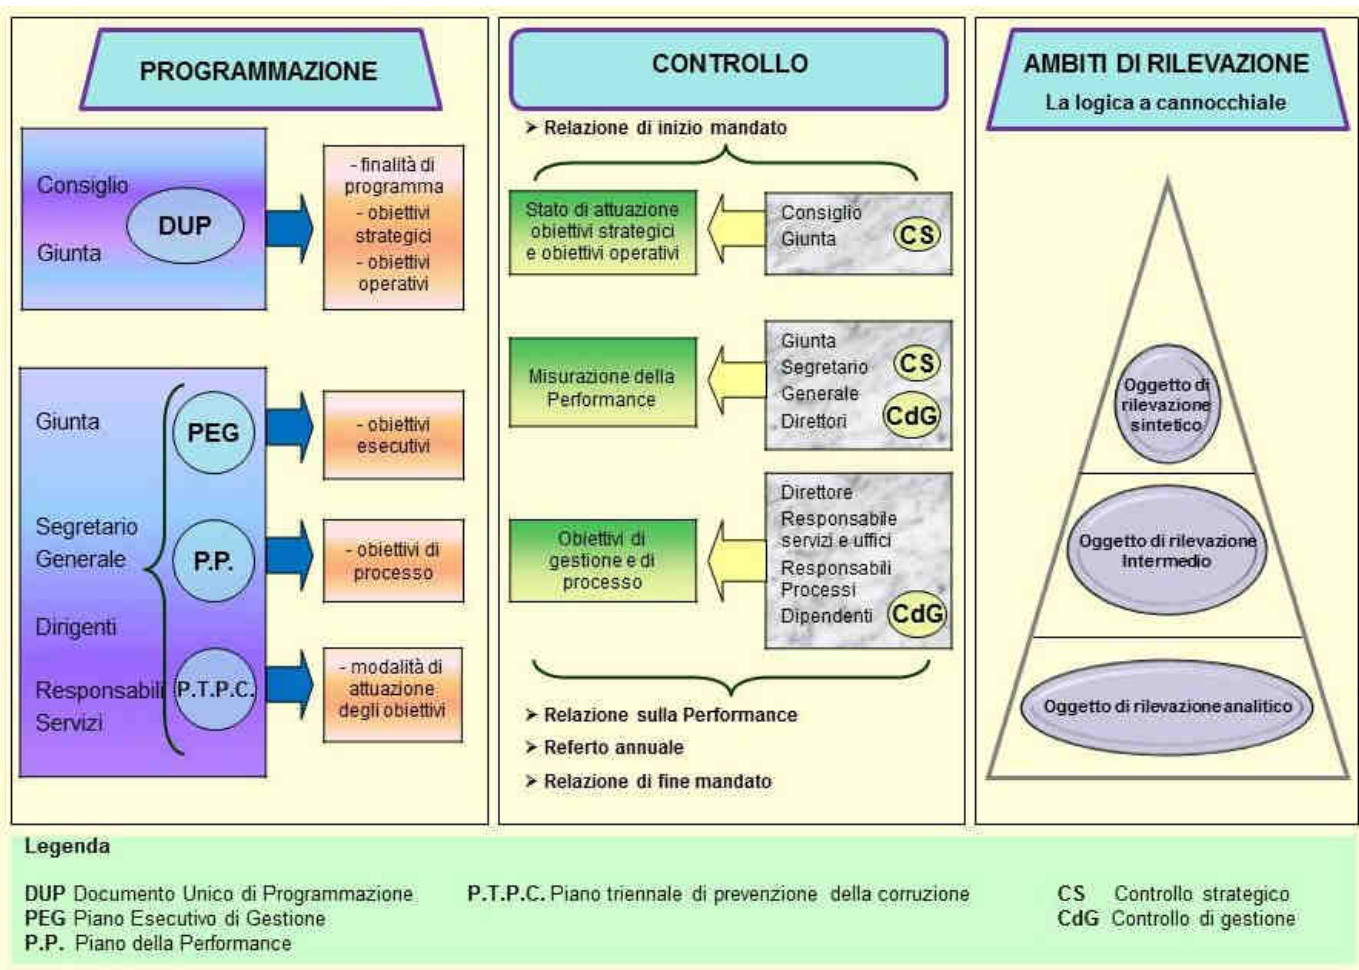 PROGRAMMAZIONE
Consiglio
DUP
Giunta
- finalità di
programma
- obiettivi
strategici
- obiettivi
operativi
Giunta
PEG
- obiettivi
esecutivi
Segretario
Generale
P.P.
- obiettivi di
processo
Dirigenti
Responsabili
Servizi
P.T.P.C.
- modalità di
attuazione
degli obiettivi
CONTROLLO
➢ Relazione di inizio mandato
Stato di attuazione
obiettivi strategici
e obiettivi operativi
Consiglio
Giunta
CS
Misurazione della
Performance
Giunta
Segretario
Generale
Direttori
CS
CdG
Obiettivi di
gestione e di
processo
Direttore
Responsabile
servizi e uffici
Responsabili
Processi
Dipendenti
CdG
➢ Relazione sulla Performance
➢ Referto annuale
➢ Relazione di fine mandato
AMBITI DI RILEVAZIONE
La logica a cannocchiale
Oggetto di
rilevazione
sintetico
Oggetto di rilevazione
Intermedio
Oggetto di rilevazione analitico
Legenda
DUP Documento Unico di Programmazione
PEG Piano Esecutivo di Gestione
P.P. Piano della Performance
P.T.P.C. Piano triennale di prevenzione della corruzione
CS Controllo strategico
CdG Controllo di gestione